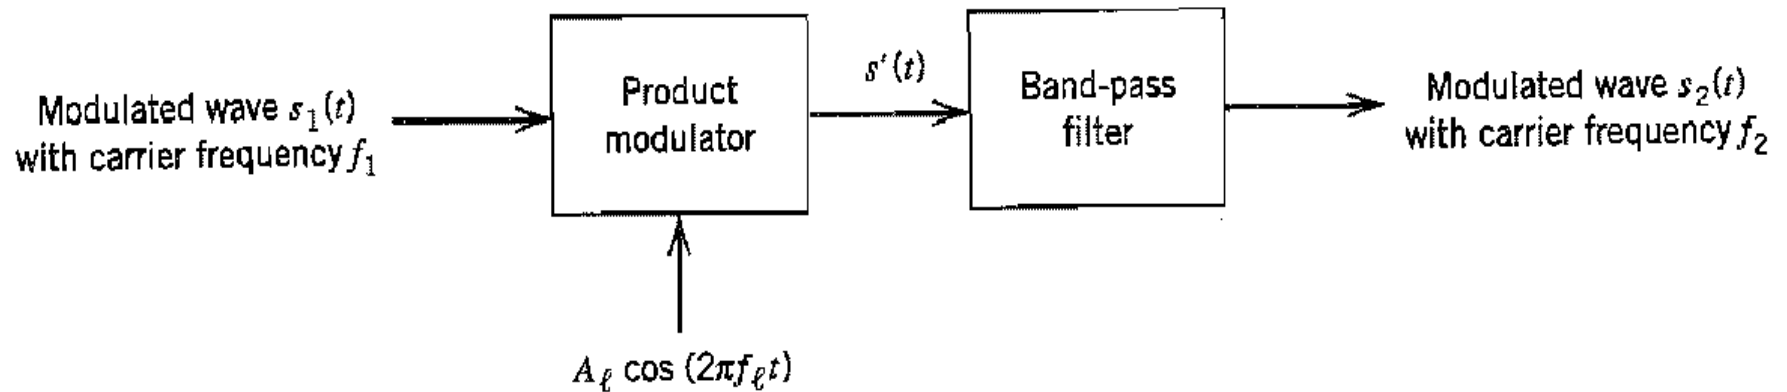 Modulated wave s₁(t)
with carrier frequency f₁
Product
modulator
s′(t)
Band-pass
filter
Modulated wave s₂(t)
with carrier frequency f₂
A_ℓ cos (2πf_ℓt)